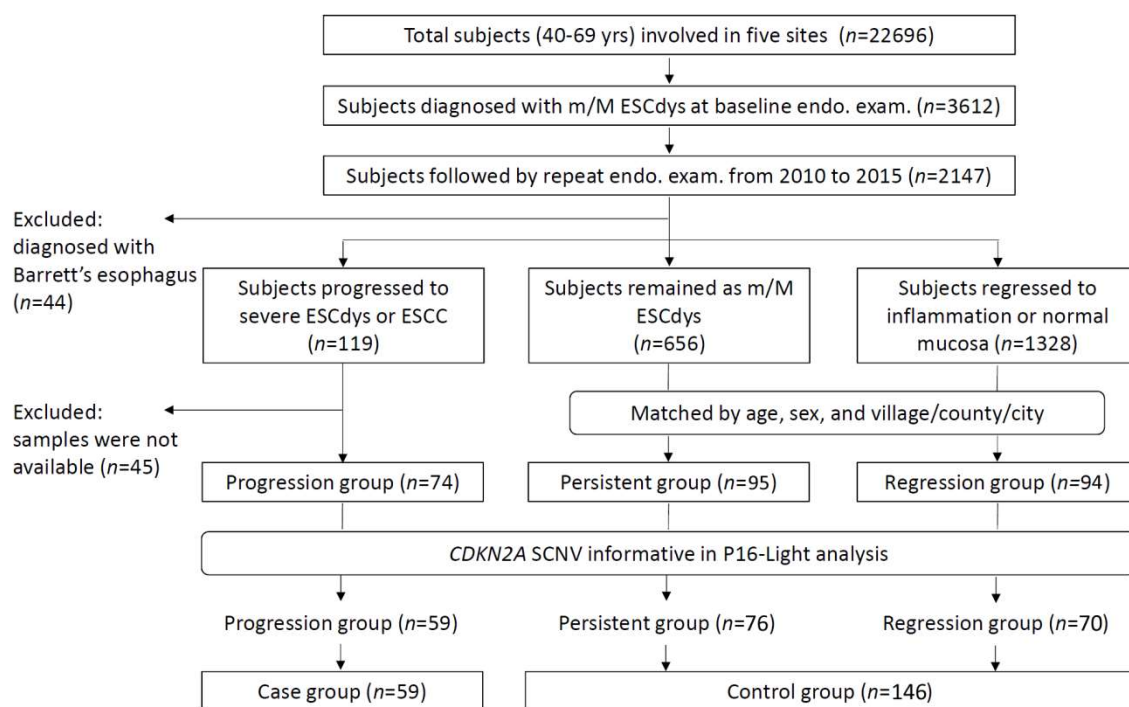 Total subjects (40-69 yrs) involved in five sites (n=22696)
Subjects diagnosed with m/M ESCdys at baseline endo. exam. (n=3612)
Subjects followed by repeat endo. exam. from 2010 to 2015 (n=2147)
Excluded:
diagnosed with
Barrett's esophagus
(n=44)
Subjects progressed to
severe ESCdys or ESCC
(n=119)
Subjects remained as m/M
ESCdys
(n=656)
Subjects regressed to
inflammation or normal
mucosa (n=1328)
Excluded:
samples were not
available (n=45)
Matched by age, sex, and village/county/city
Progression group (n=74)
Persistent group (n=95)
Regression group (n=94)
CDKN2A SCNV informative in P16-Light analysis
Progression group (n=59)
Persistent group (n=76)
Regression group (n=70)
Case group (n=59)
Control group (n=146)